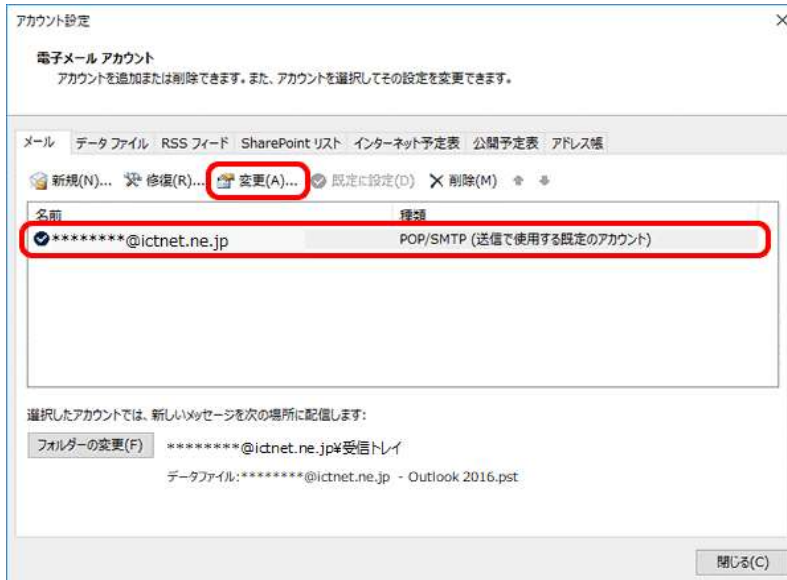 アカウント設定
電子メール アカウント
アカウントを追加または削除できます。また、アカウントを選択してその設定を変更できます。
メール データ ファイル RSS フィード SharePoint リスト インターネット予定表 公開予定表 アドレス帳
新規(N)... 修復(R)... 変更(A)... 既定に設定(D) 削除(M)
名前 種類
********@ictnet.ne.jp POP/SMTP (送信で使用する既定のアカウント)
選択したアカウントでは、新しいメッセージを次の場所に配信します:
フォルダーの変更(F) ********@ictnet.ne.jp¥受信トレイ
データファイル:********@ictnet.ne.jp - Outlook 2016.pst
閉じる(C)